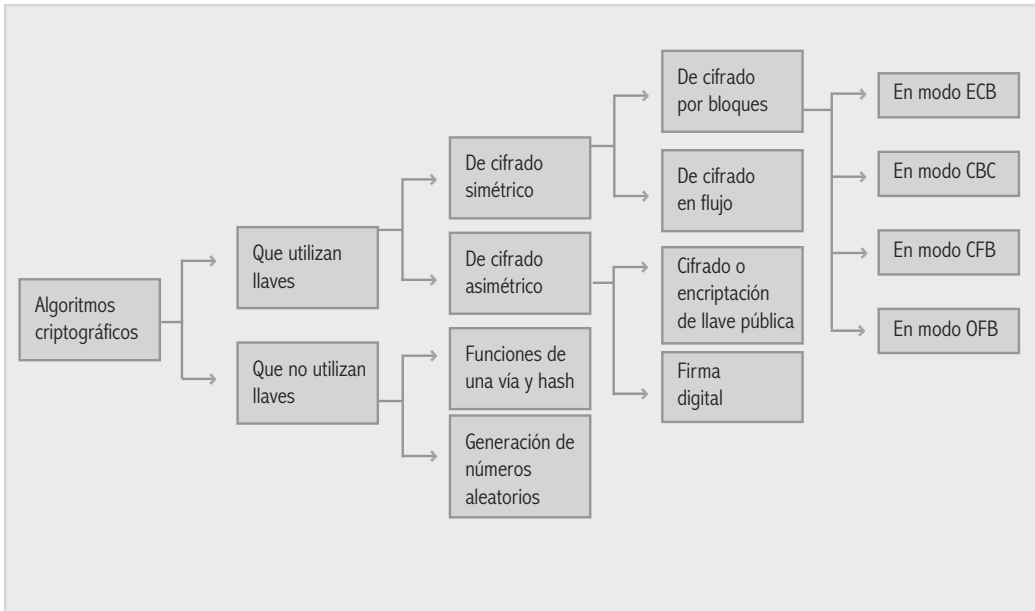 Algoritmos
criptográficos
Que utilizan
llaves
Que no utilizan
llaves
De cifrado
simétrico
De cifrado
asimétrico
Funciones de
una vía y hash
Generación de
números
aleatorios
De cifrado
por bloques
De cifrado
en flujo
Cifrado o
encriptación
de llave pública
Firma
digital
En modo ECB
En modo CBC
En modo CFB
En modo OFB